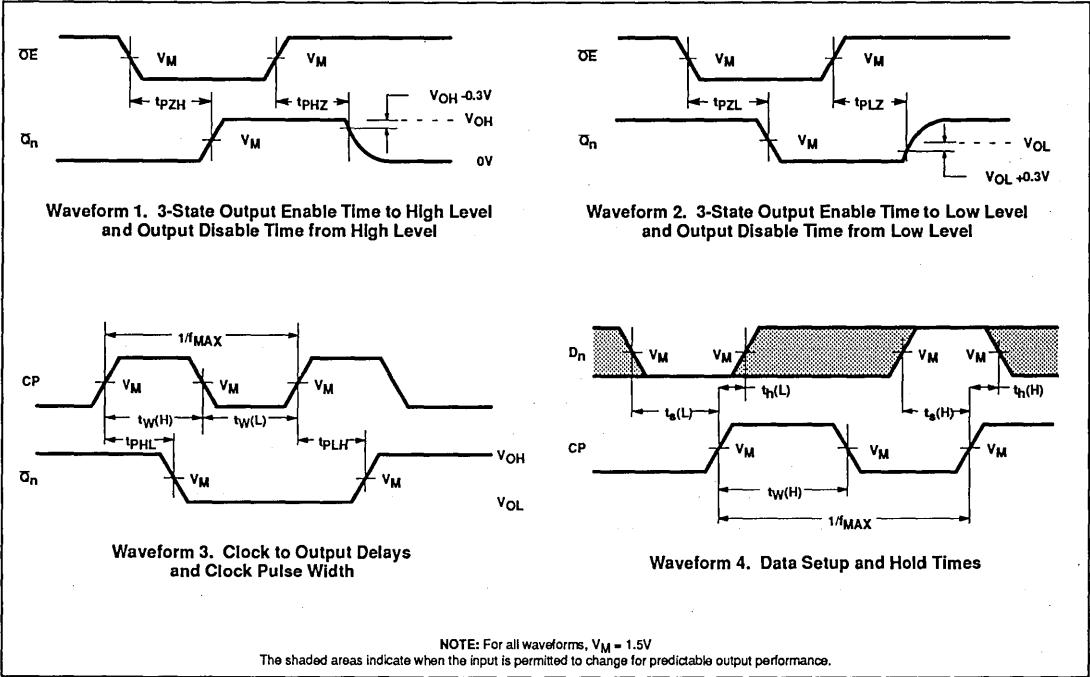 OE VM VM
tPZH tPHZ VOH -0.3V
VOH
Qn VM
0V
Waveform 1. 3-State Output Enable Time to High Level
and Output Disable Time from High Level
OE VM VM
tPZL tPLZ
Qn VM VOL
VOL +0.3V
Waveform 2. 3-State Output Enable Time to Low Level
and Output Disable Time from Low Level
1/fMAX
CP VM VM VM
tW(H) tW(L)
tPHL tPLH
VOH
Qn VM VM
VOL
Waveform 3. Clock to Output Delays
and Clock Pulse Width
Dn VM VM VM VM
th(L) th(H)
ts(L) ts(H)
CP VM VM VM
tW(H)
1/fMAX
Waveform 4. Data Setup and Hold Times
NOTE: For all waveforms, VM = 1.5V
The shaded areas indicate when the input is permitted to change for predictable output performance.